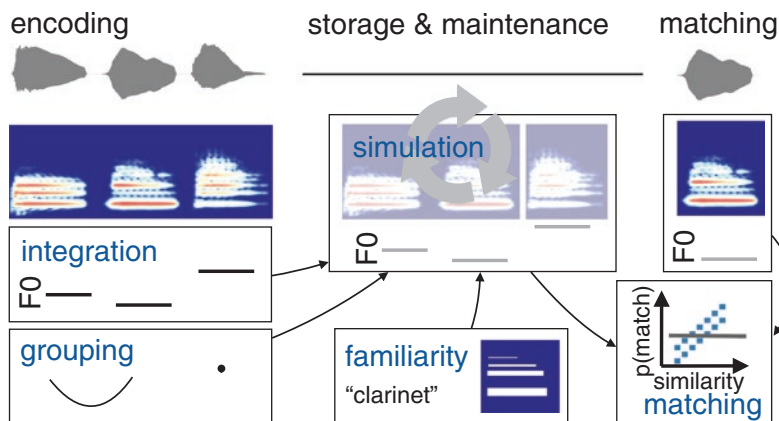 encoding
storage & maintenance
matching
simulation
integration
F0
F0
F0
grouping
familiarity
“clarinet”
p(match)
similarity
matching